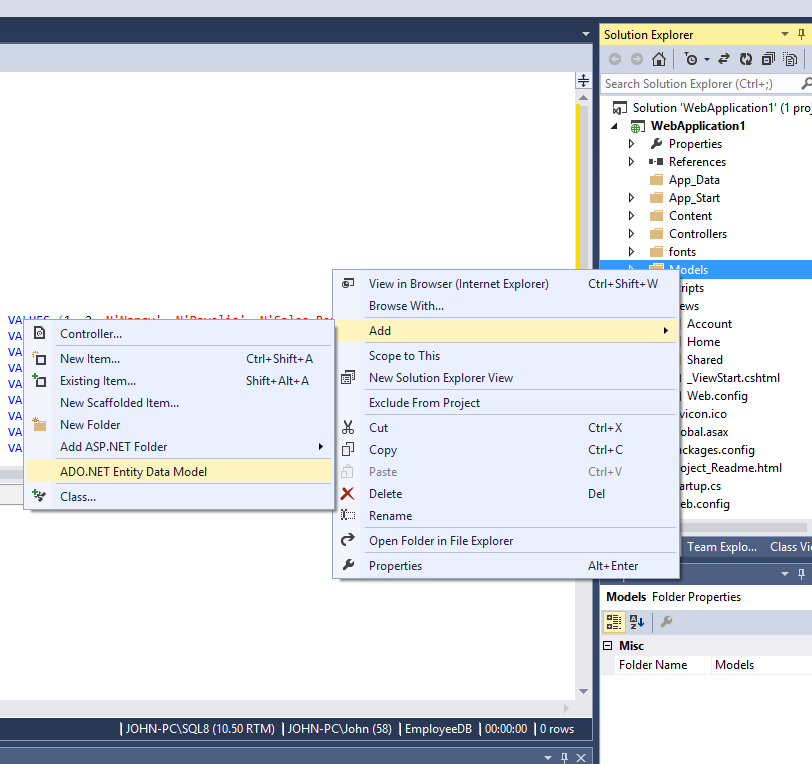 Solution Explorer
Search Solution Explorer (Ctrl+;)
Solution 'WebApplication1' (1 proj
WebApplication1
Properties
References
App_Data
App_Start
Content
Controllers
fonts
Models
ripts
ews
Account
Home
Shared
_ViewStart.cshtml
Web.config
vicon.ico
obal.asax
ckages.config
oject_Readme.html
artup.cs
eb.config
View in Browser (Internet Explorer) Ctrl+Shift+W
Browse With...
Add
Scope to This
New Solution Explorer View
Exclude From Project
Cut Ctrl+X
Copy Ctrl+C
Paste Ctrl+V
Delete Del
Rename
Open Folder in File Explorer
Properties Alt+Enter
VALUES (1, 2, N'Nancy', N'Davolio', N'Sales Re
VA
VA
VA
VA
VA
VA
VA
VA
Controller...
New Item... Ctrl+Shift+A
Existing Item... Shift+Alt+A
New Scaffolded Item...
New Folder
Add ASP.NET Folder
ADO.NET Entity Data Model
Class...
Team Explo... Class Vi
Models Folder Properties
Misc
Folder Name Models
JOHN-PC\SQL8 (10.50 RTM) JOHN-PC\John (58) EmployeeDB 00:00:00 0 rows